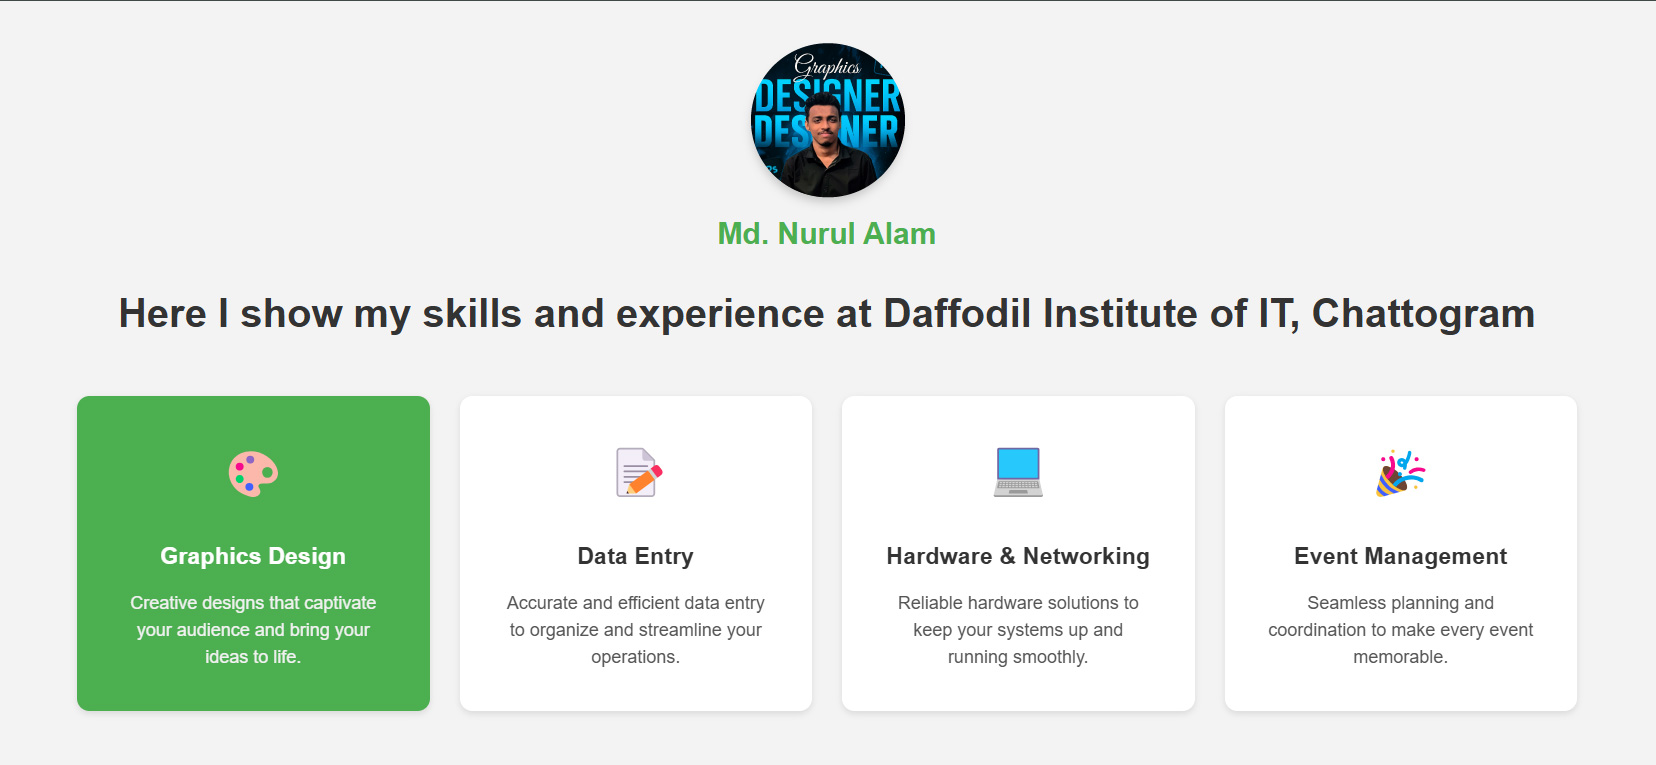 Graphics
DESIGNER
DESIGNER
Md. Nurul Alam
Here I show my skills and experience at Daffodil Institute of IT, Chattogram
Graphics Design
Creative designs that captivate
your audience and bring your
ideas to life.
Data Entry
Accurate and efficient data entry
to organize and streamline your
operations.
Hardware & Networking
Reliable hardware solutions to
keep your systems up and
running smoothly.
Event Management
Seamless planning and
coordination to make every event
memorable.